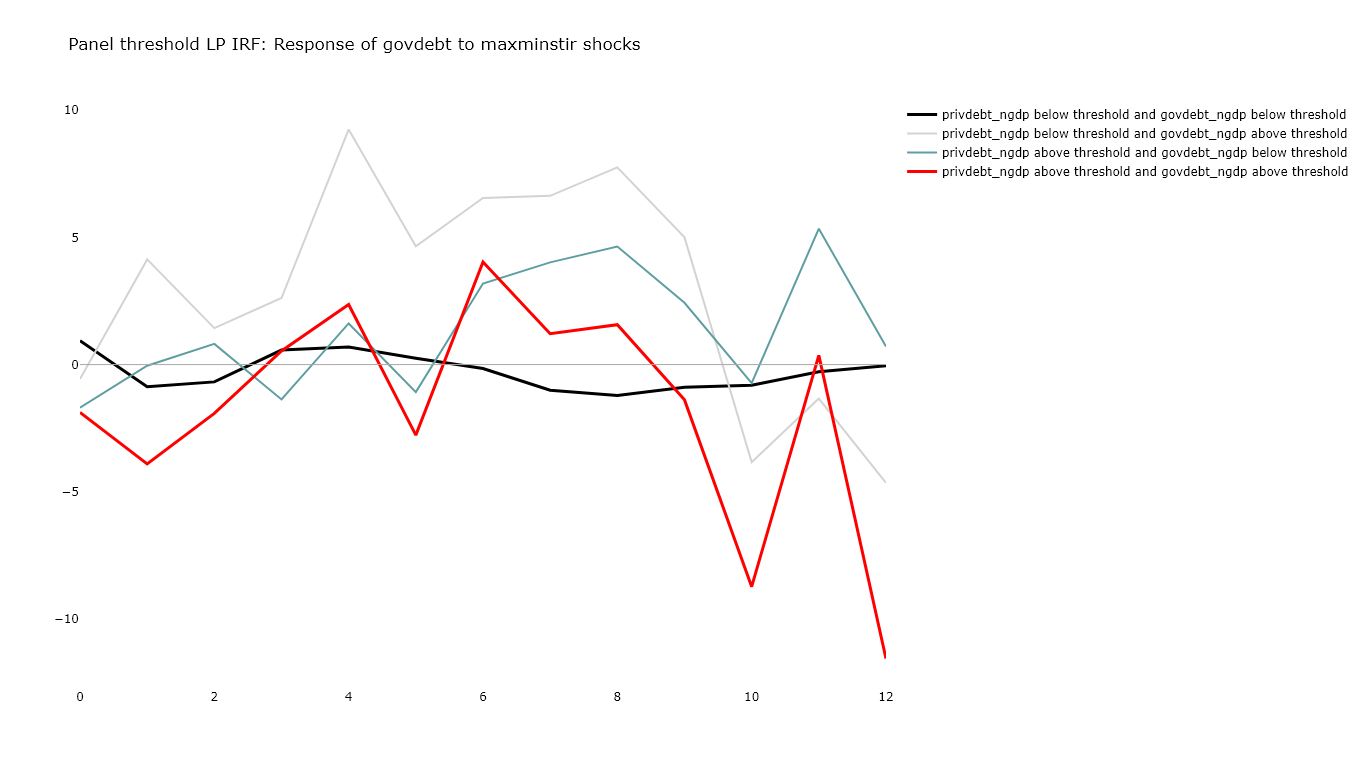 Panel threshold LP IRF: Response of govdebt to maxminstir shocks
10
5
0
−5
−10
0 2 4 6 8 10 12
privdebt_ngdp below threshold and govdebt_ngdp below threshold
privdebt_ngdp below threshold and govdebt_ngdp above threshold
privdebt_ngdp above threshold and govdebt_ngdp below threshold
privdebt_ngdp above threshold and govdebt_ngdp above threshold